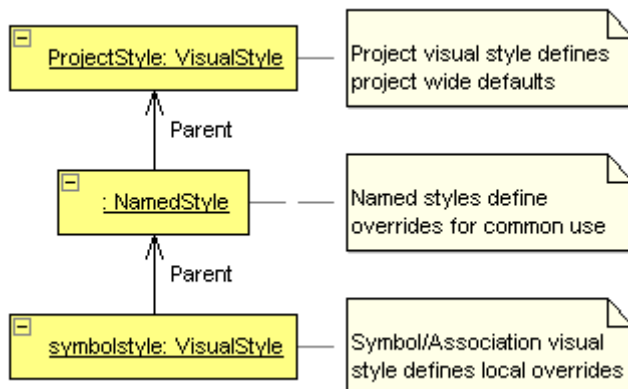 ProjectStyle: VisualStyle
Project visual style defines
project wide defaults
Parent
: NamedStyle
Named styles define
overrides for common use
Parent
symbolstyle: VisualStyle
Symbol/Association visual
style defines local overrides